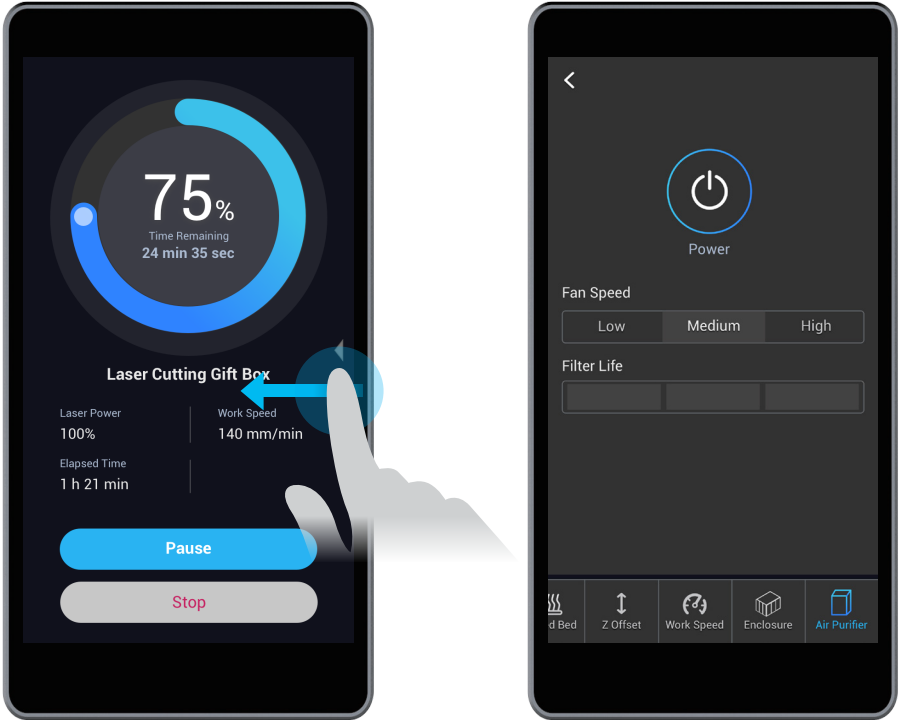 75%
Time Remaining
24 min 35 sec
Laser Cutting Gift Box
Laser Power
Work Speed
100%
140 mm/min
Elapsed Time
1 h 21 min
Pause
Stop
Power
Fan Speed
Low Medium High
Filter Life
d Bed Z Offset Work Speed Enclosure Air Purifier